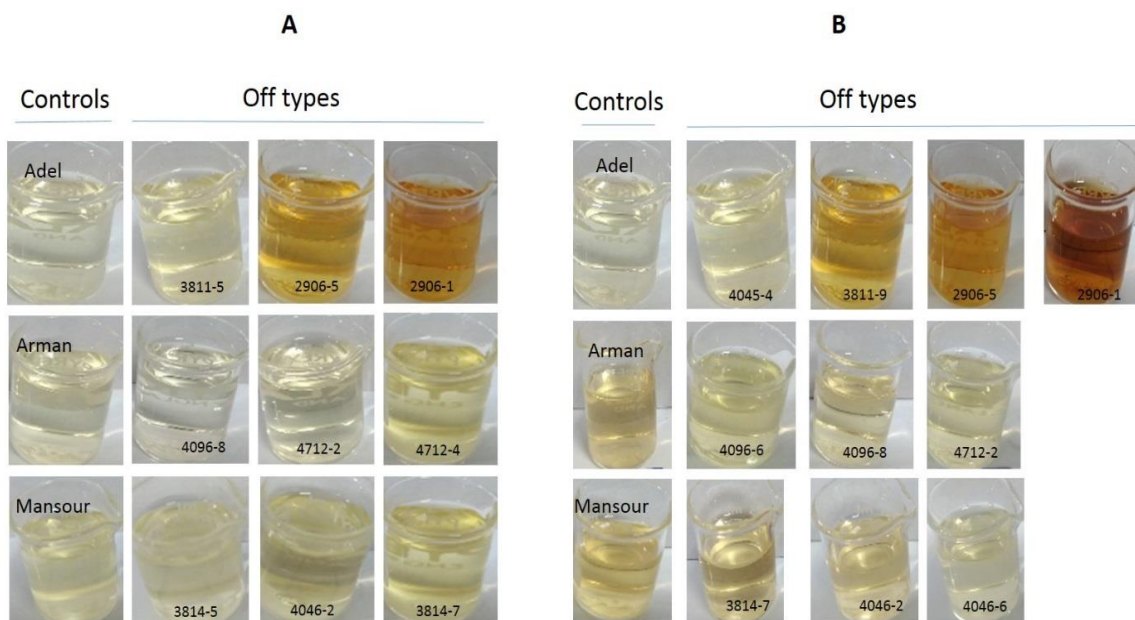 A
Controls
Off types
Adel
3811-5
2906-5
2906-1
Arman
4096-8
4712-2
4712-4
Mansour
3814-5
4046-2
3814-7
B
Controls
Off types
Adel
4045-4
3811-9
2906-5
2906-1
Arman
4096-6
4096-8
4712-2
Mansour
3814-7
4046-2
4046-6